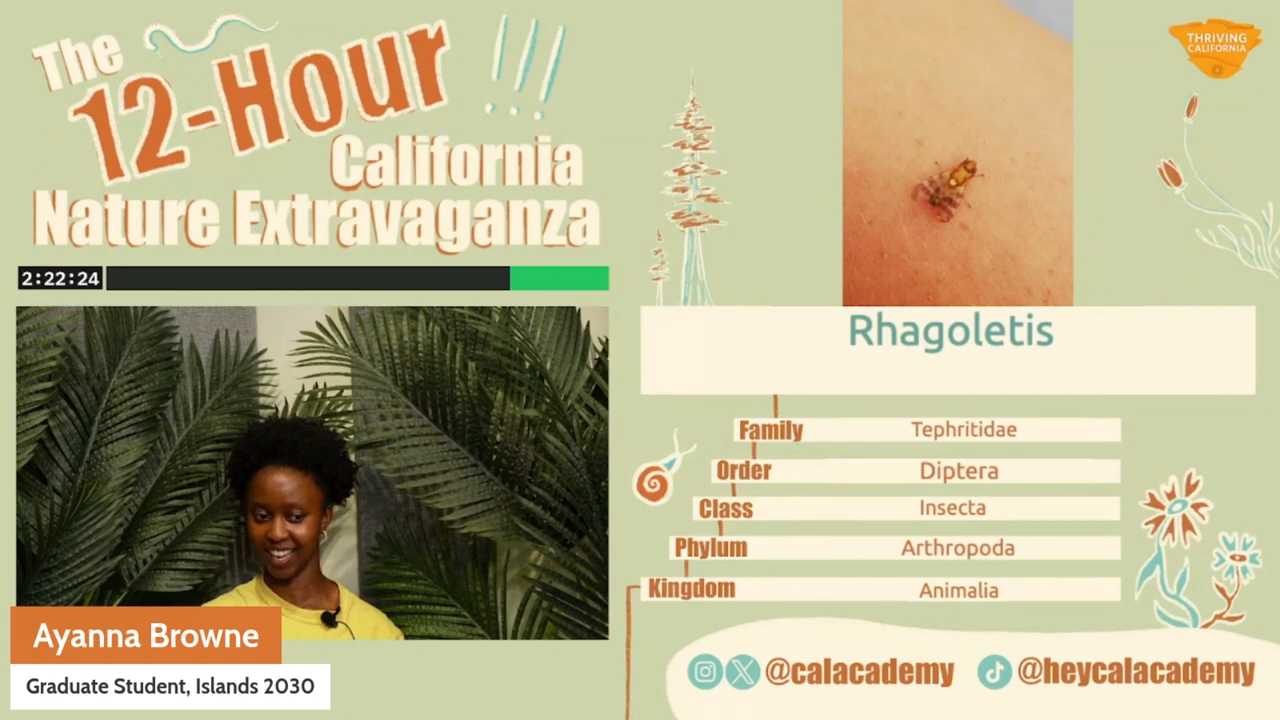 The
12-Hour
!!!
California
Nature Extravaganza
2:22:24
THRIVING
CALIFORNIA
Rhagoletis
Family Tephritidae
Order Diptera
Class Insecta
Phylum Arthropoda
Kingdom Animalia
Ayanna Browne
Graduate Student, Islands 2030
@calacademy @heycalacademy